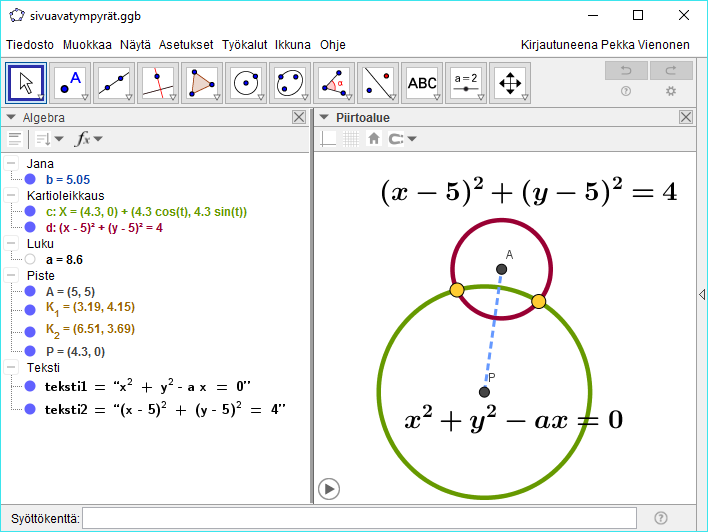 sivuavatympyrät.ggb
Tiedosto Muokkaa Näytä Asetukset Työkalut Ikkuna Ohje Kirjautuneena Pekka Vienonen
A α ABC a = 2
Algebra
Piirtoalue
fx
Jana
b = 5.05
Kartioleikkaus
c: X = (4.3, 0) + (4.3 cos(t), 4.3 sin(t))
d: (x - 5)² + (y - 5)² = 4
Luku
a = 8.6
Piste
A = (5, 5)
K₁ = (3.19, 4.15)
K₂ = (6.51, 3.69)
P = (4.3, 0)
Teksti
teksti1 = “x² + y² - a x = 0”
teksti2 = “(x - 5)² + (y - 5)² = 4”
(x − 5)² + (y − 5)² = 4
A
P
x² + y² − ax = 0
Syöttökenttä: